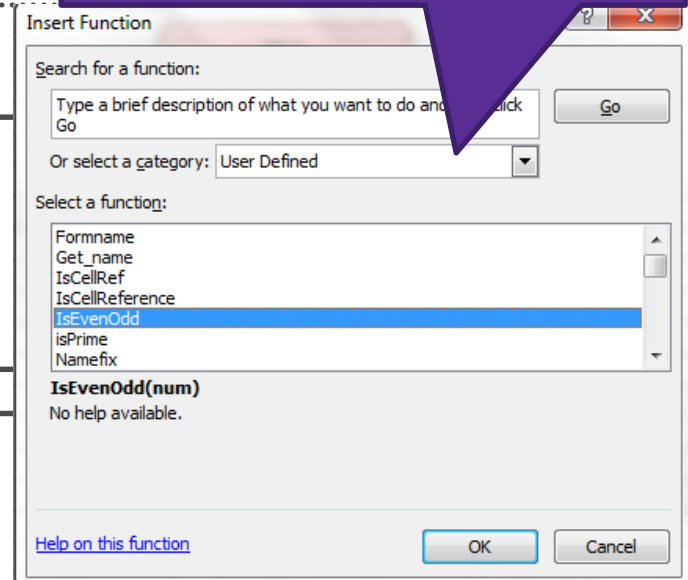 Insert Function
?
X
Search for a function:
Type a brief description of what you want to do and click
Go
Go
Or select a category: User Defined
Select a function:
Formname
Get_name
IsCellRef
IsCellReference
IsEvenOdd
isPrime
Namefix
IsEvenOdd(num)
No help available.
Help on this function
OK
Cancel